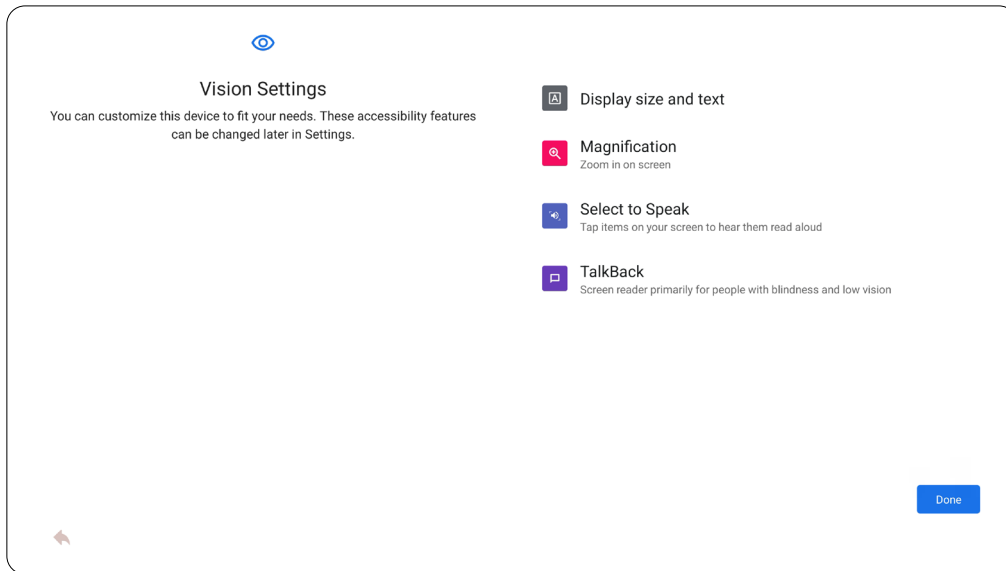 Vision Settings
You can customize this device to fit your needs. These accessibility features
can be changed later in Settings.
A
Display size and text
Magnification
Zoom in on screen
Select to Speak
Tap items on your screen to hear them read aloud
TalkBack
Screen reader primarily for people with blindness and low vision
Done